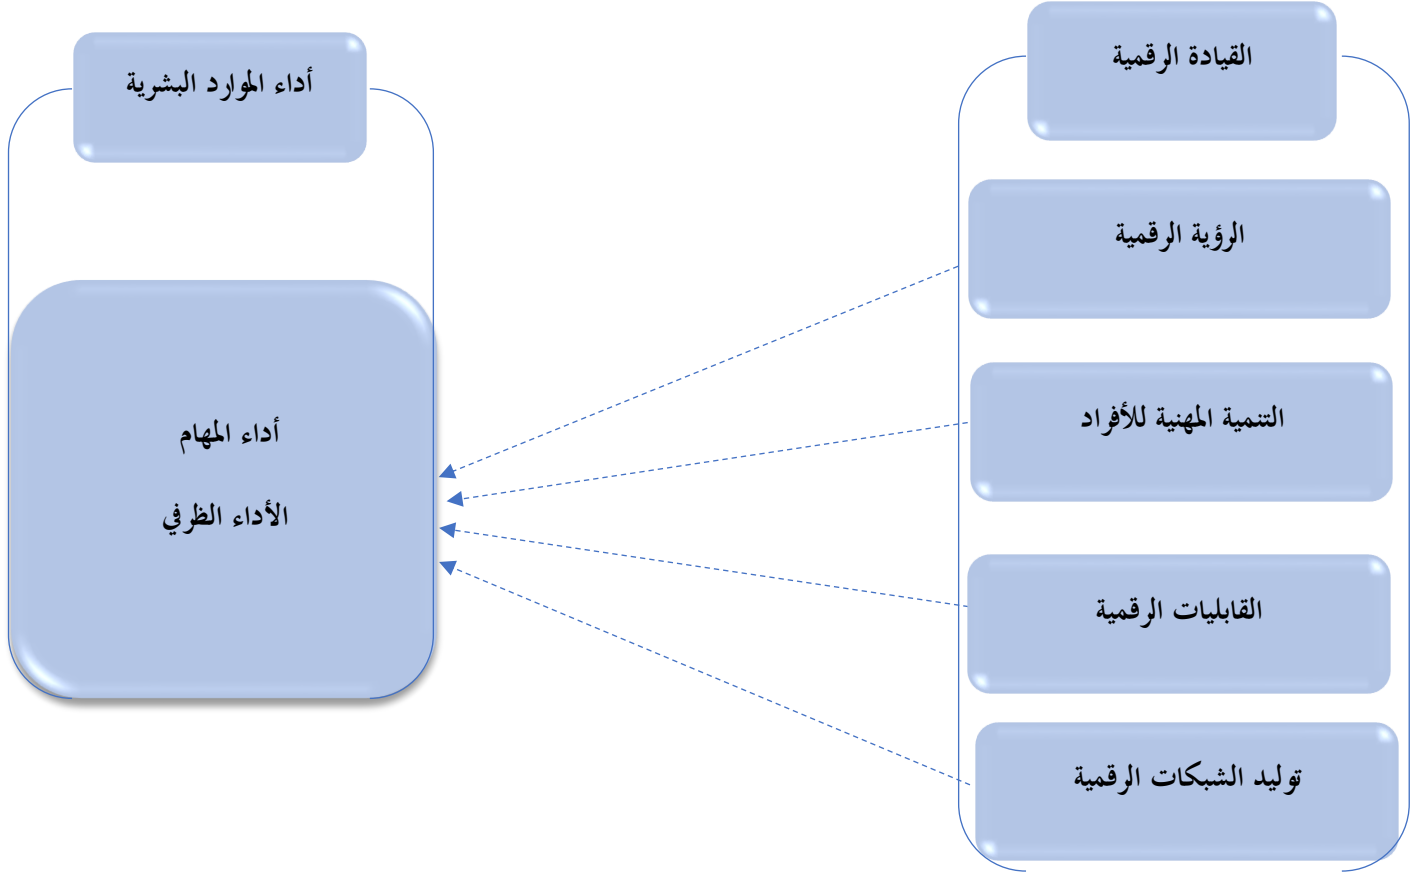 القيادة الرقمية
الرؤية الرقمية
التنمية المهنية للأفراد
القابليات الرقمية
توليد الشبكات الرقمية
أداء الموارد البشرية
أداء المهام
الأداء الظرفي